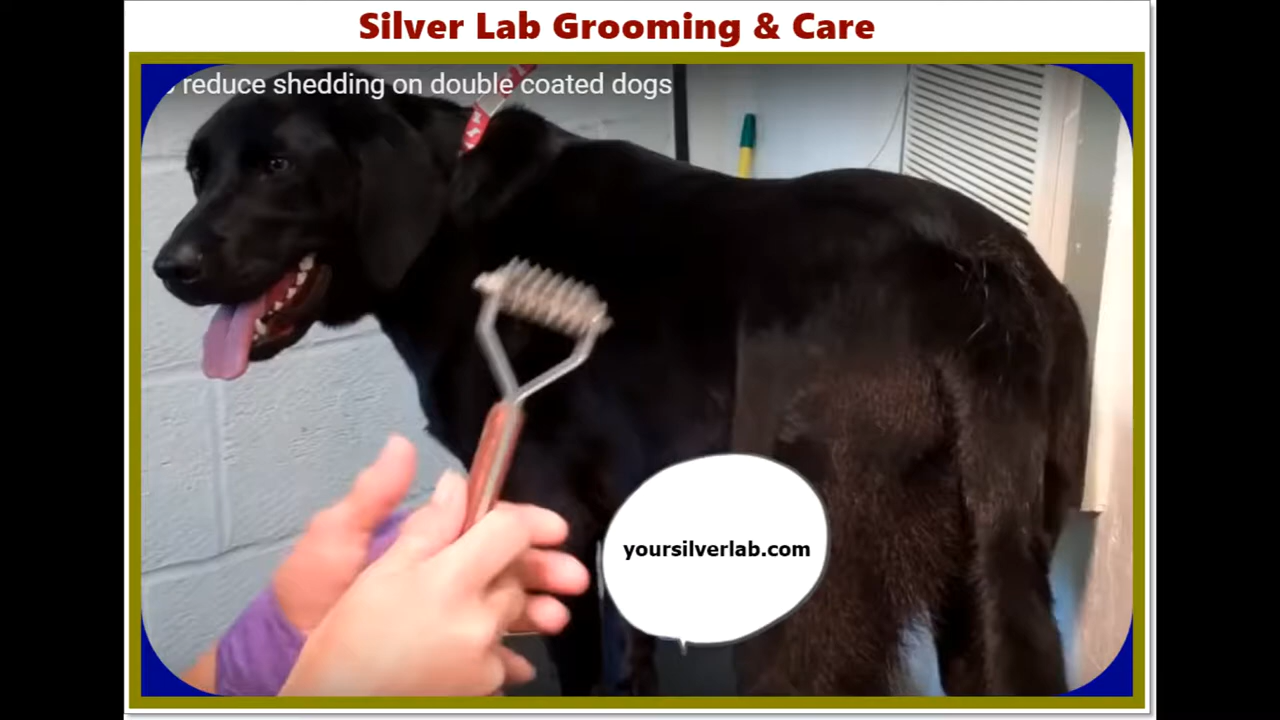 Silver Lab Grooming & Care
reduce shedding on double coated dogs
yoursilverlab.com